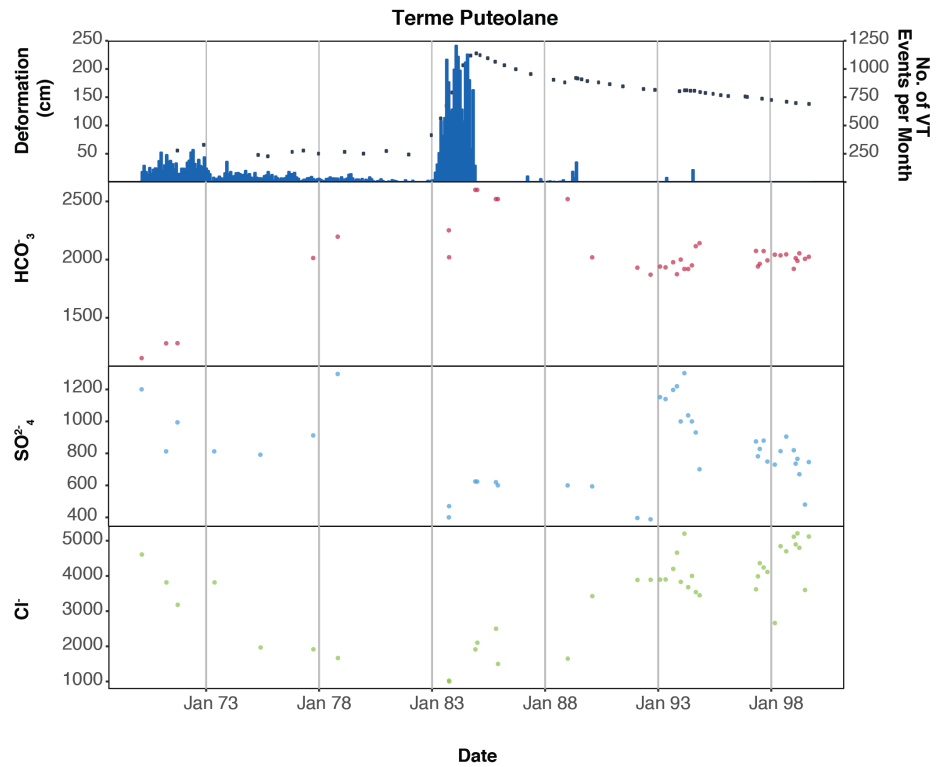 Terme Puteolane
Deformation
(cm)
250
200
150
100
50
1250
1000
750
500
250
No. of VT
Events per Month
HCO⁻₃
2500
2000
1500
SO²⁻₄
1200
1000
800
600
400
Cl⁻
5000
4000
3000
2000
1000
Jan 73 Jan 78 Jan 83 Jan 88 Jan 93 Jan 98
Date